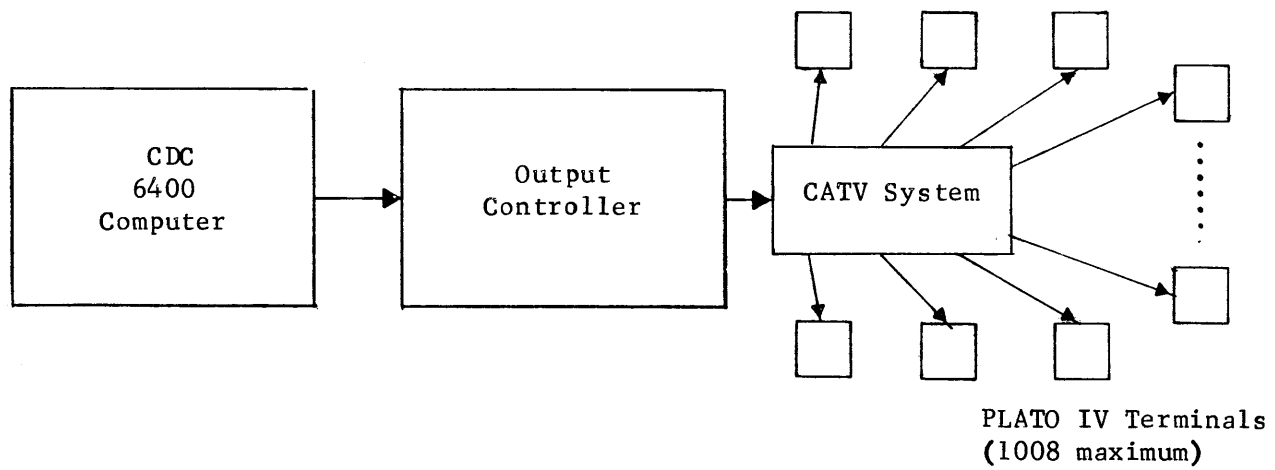 CDC
6400
Computer
Output
Controller
CATV System
PLATO IV Terminals
(1008 maximum)